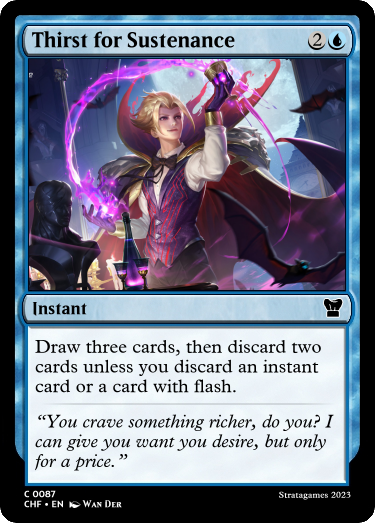 Thirst for Sustenance 2
Instant
Draw three cards, then discard two
cards unless you discard an instant
card or a card with flash.
“You crave something richer, do you? I
can give you want you desire, but only
for a price.”
C 0087 Stratagames 2023
CHF • EN Wan Der